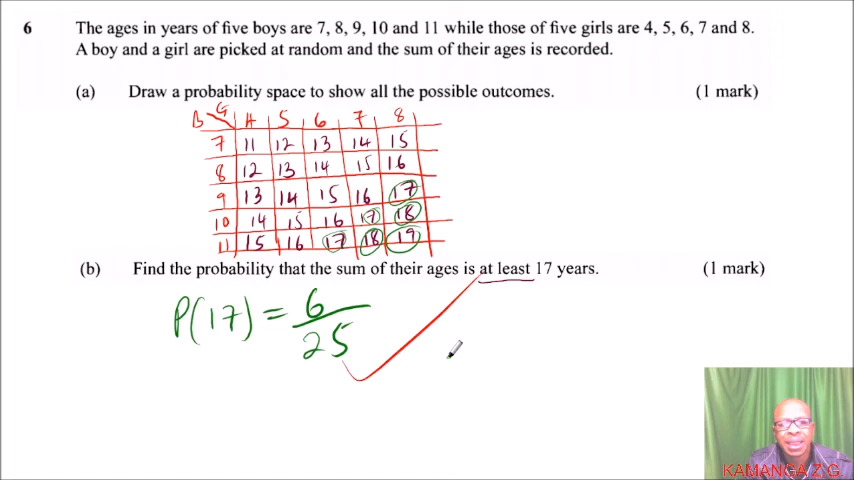 6 The ages in years of five boys are 7, 8, 9, 10 and 11 while those of five girls are 4, 5, 6, 7 and 8.
A boy and a girl are picked at random and the sum of their ages is recorded.
(a) Draw a probability space to show all the possible outcomes. (1 mark)
B G 4 5 6 7 8
7 11 12 13 14 15
8 12 13 14 15 16
9 13 14 15 16 17
10 14 15 16 17 18
11 15 16 17 18 19
(b) Find the probability that the sum of their ages is at least 17 years. (1 mark)
P(17) = 6/25
KAMANGA Z.G